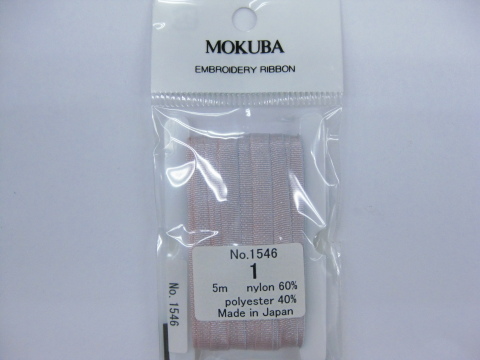 MOKUBA
EMBROIDERY RIBBON
No.1546
1
5m nylon 60%
polyester 40%
Made in Japan
No. 1546